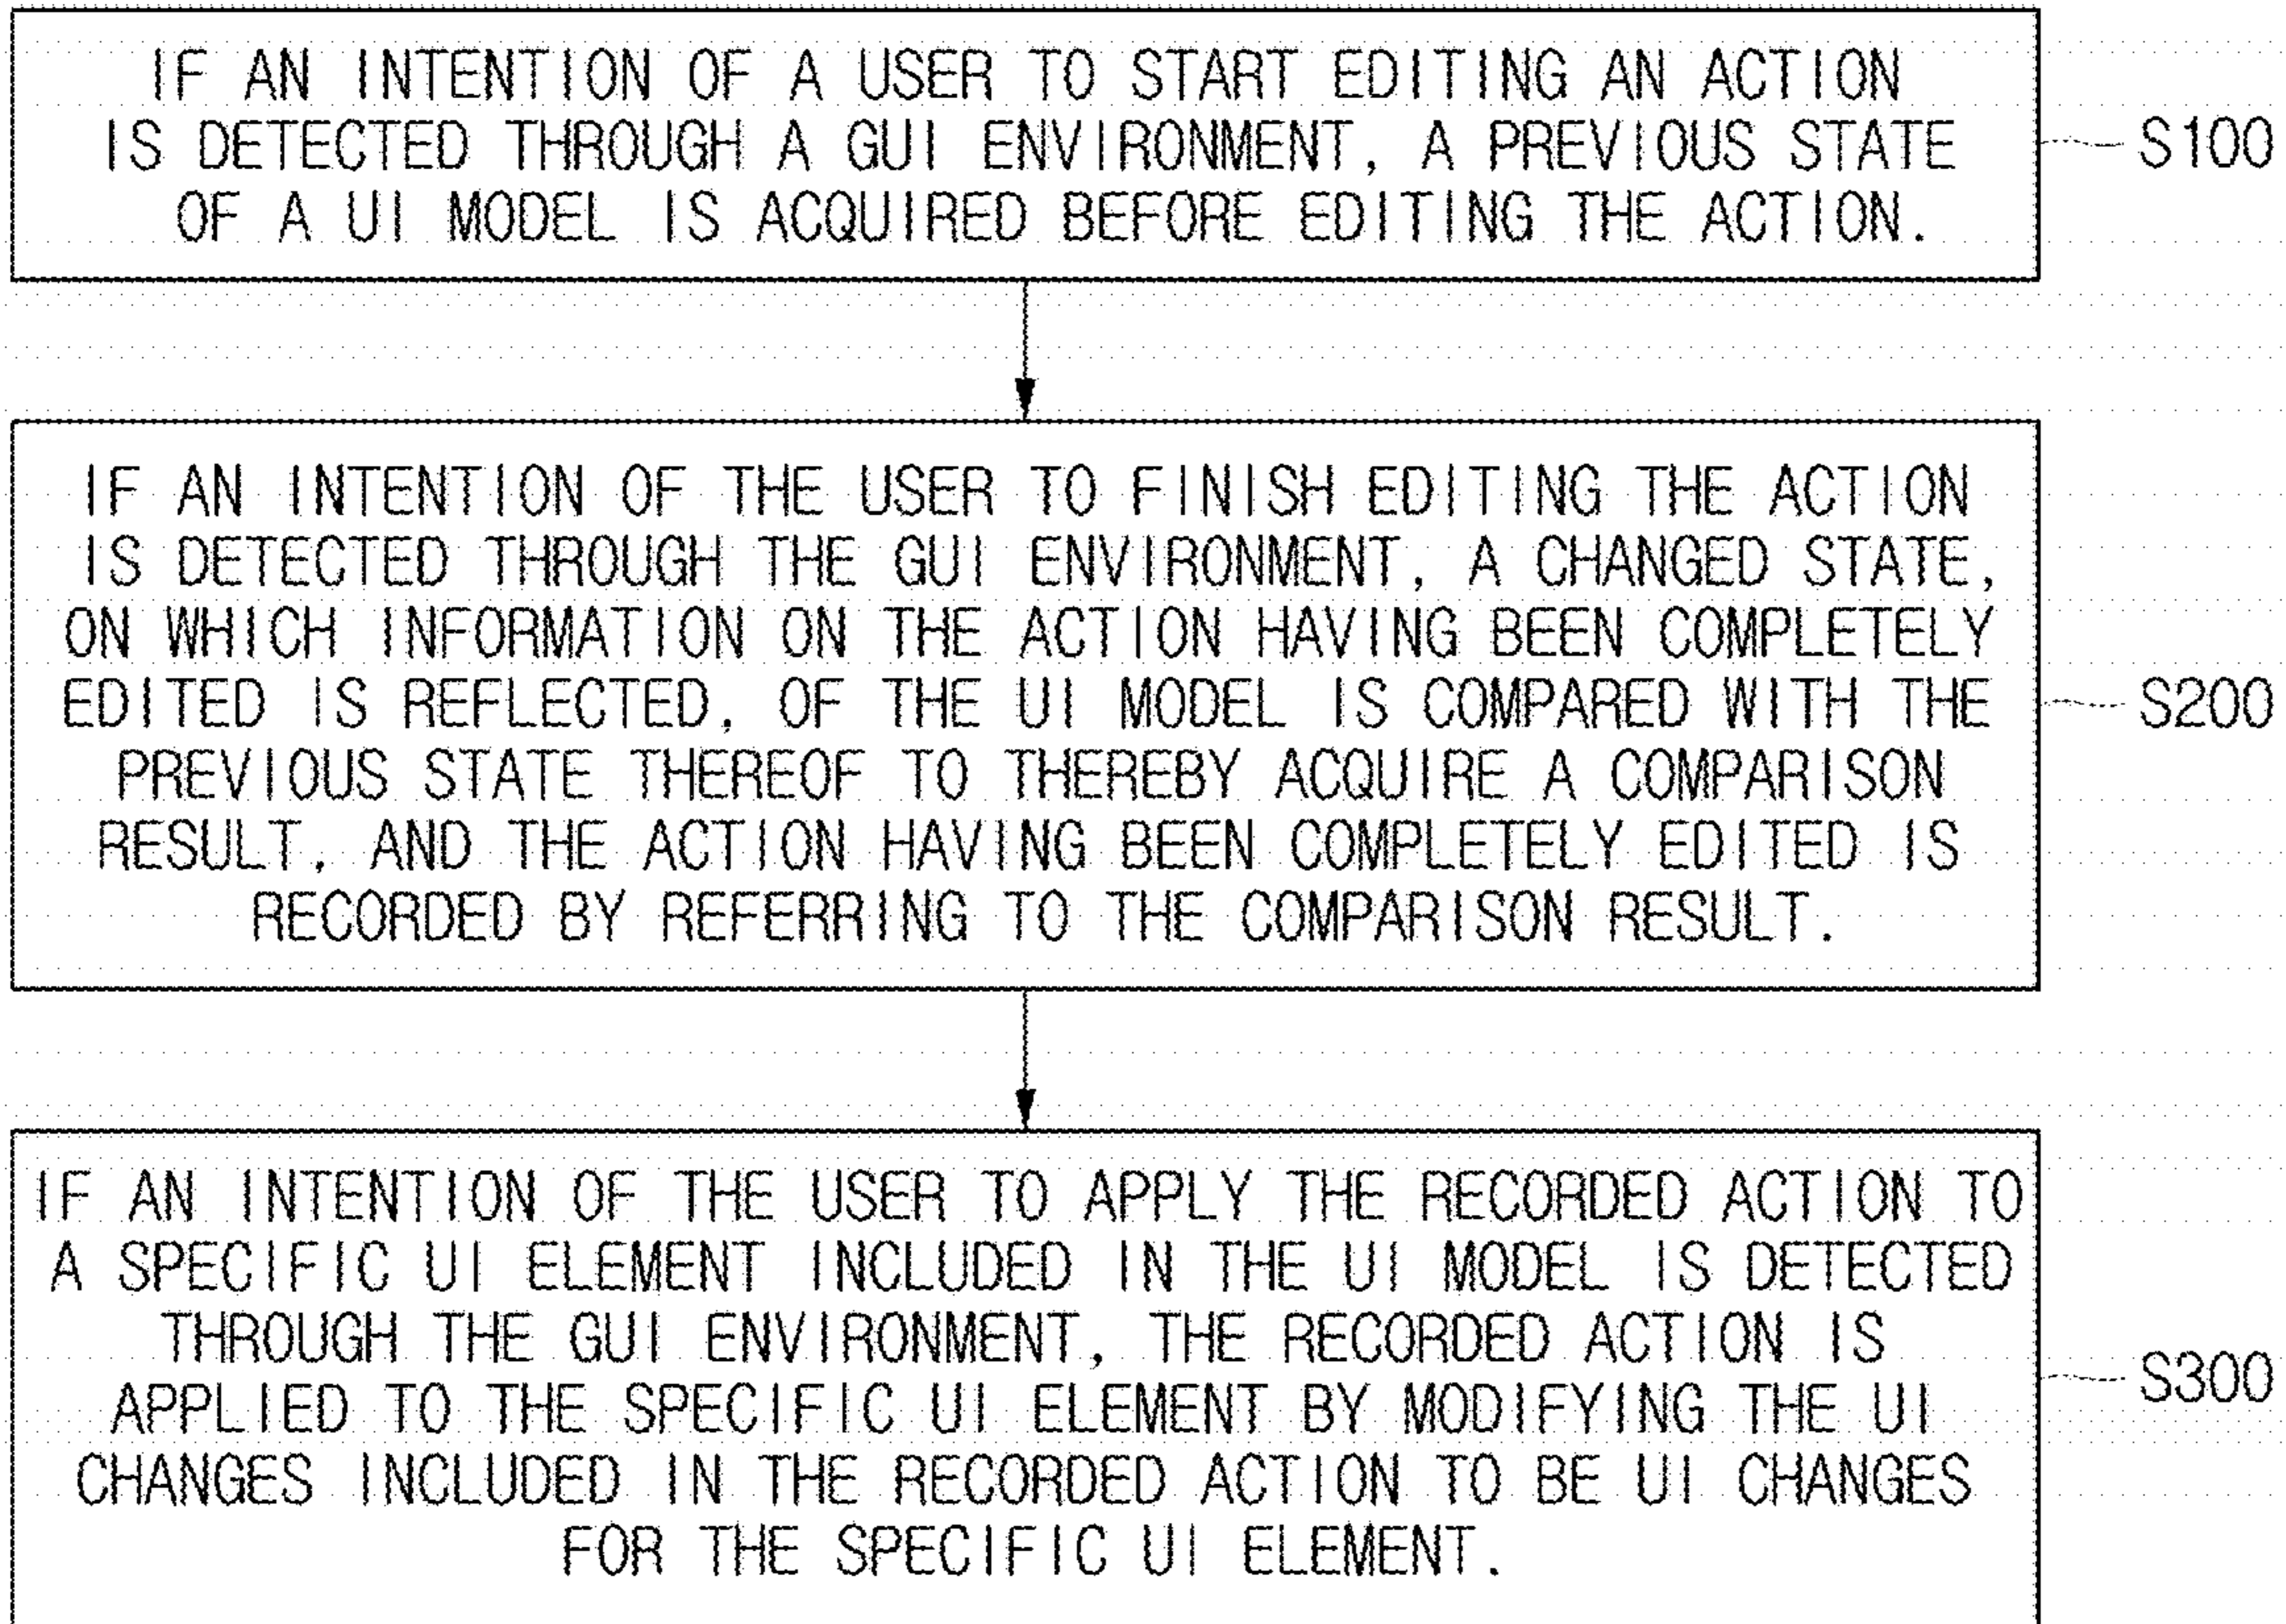 IF AN INTENTION OF A USER TO START EDITING AN ACTION
IS DETECTED THROUGH A GUI ENVIRONMENT, A PREVIOUS STATE
OF A UI MODEL IS ACQUIRED BEFORE EDITING THE ACTION.
S100
IF AN INTENTION OF THE USER TO FINISH EDITING THE ACTION
IS DETECTED THROUGH THE GUI ENVIRONMENT, A CHANGED STATE,
ON WHICH INFORMATION ON THE ACTION HAVING BEEN COMPLETELY
EDITED IS REFLECTED, OF THE UI MODEL IS COMPARED WITH THE
PREVIOUS STATE THEREOF TO THEREBY ACQUIRE A COMPARISON
RESULT, AND THE ACTION HAVING BEEN COMPLETELY EDITED IS
RECORDED BY REFERRING TO THE COMPARISON RESULT.
S200
IF AN INTENTION OF THE USER TO APPLY THE RECORDED ACTION TO
A SPECIFIC UI ELEMENT INCLUDED IN THE UI MODEL IS DETECTED
THROUGH THE GUI ENVIRONMENT, THE RECORDED ACTION IS
APPLIED TO THE SPECIFIC UI ELEMENT BY MODIFYING THE UI
CHANGES INCLUDED IN THE RECORDED ACTION TO BE UI CHANGES
FOR THE SPECIFIC UI ELEMENT.
S300